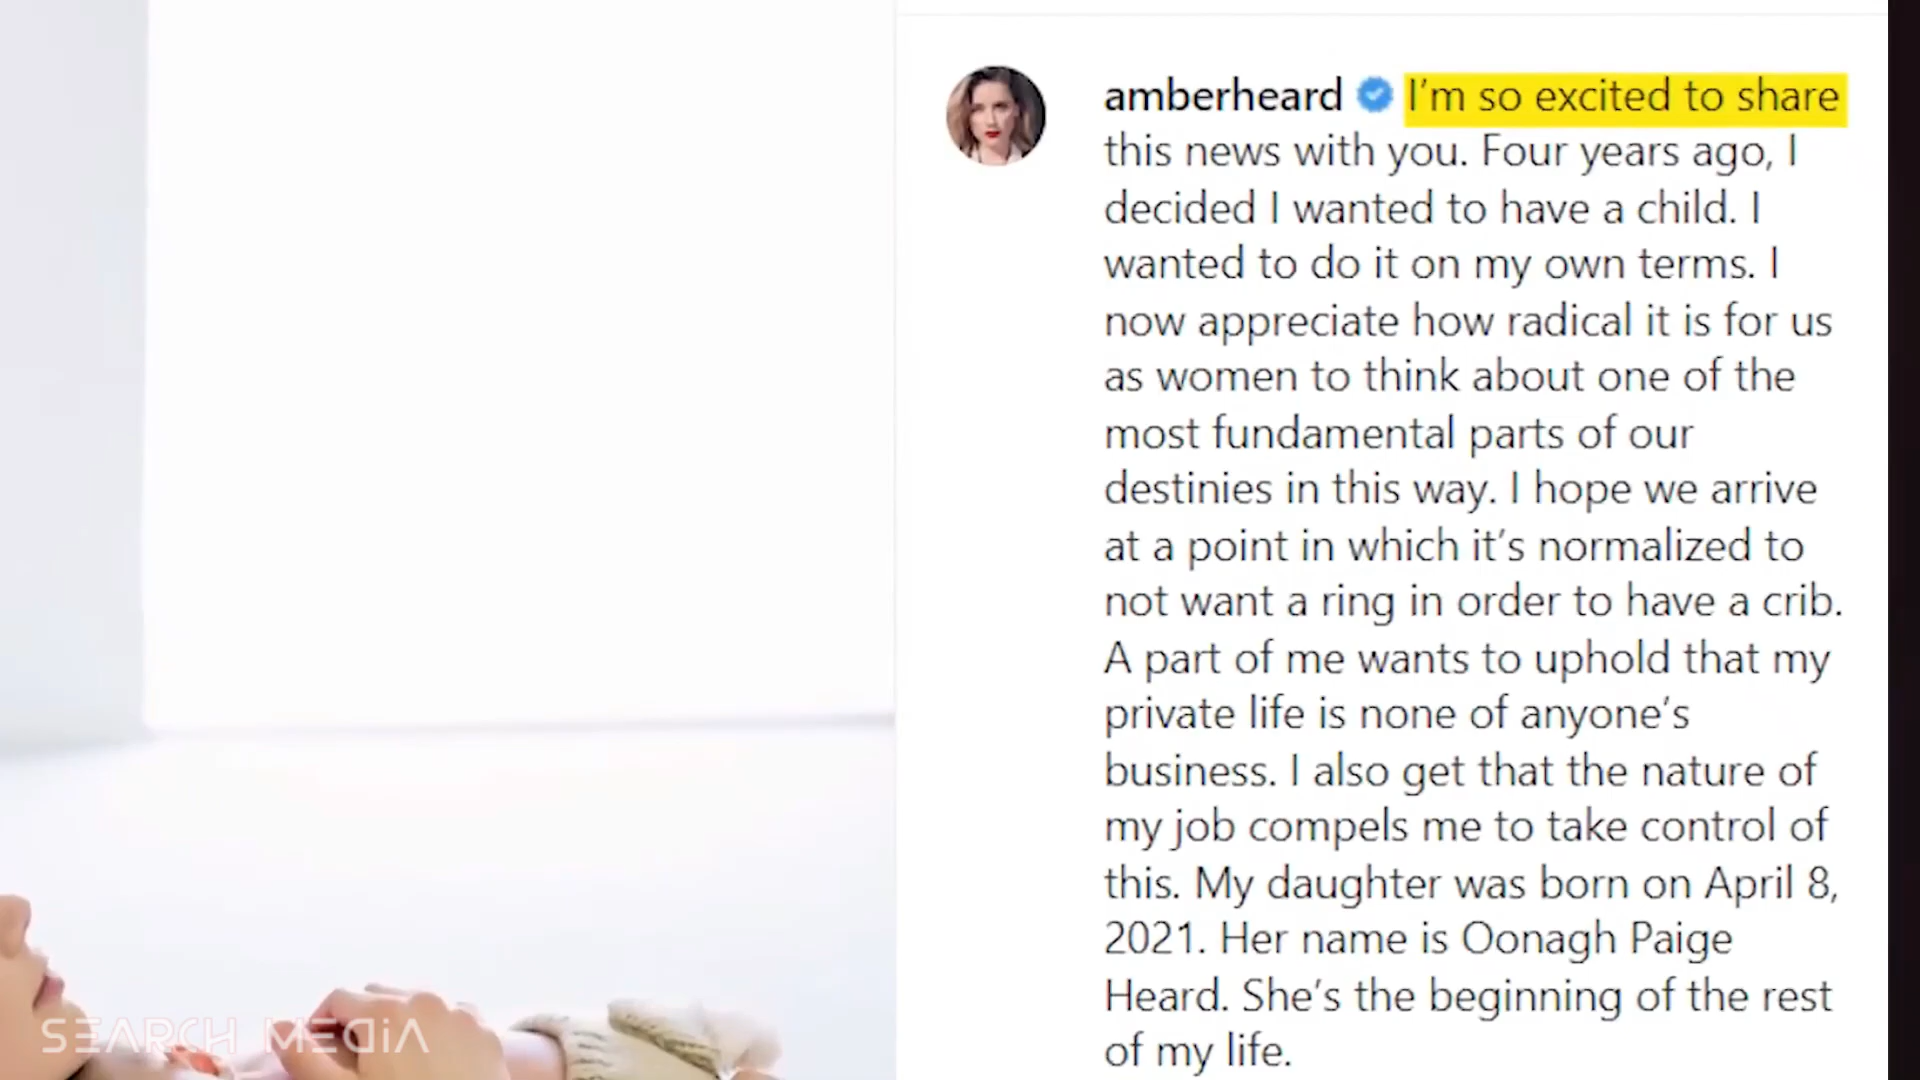 amberheard I'm so excited to share
this news with you. Four years ago, I
decided I wanted to have a child. I
wanted to do it on my own terms. I
now appreciate how radical it is for us
as women to think about one of the
most fundamental parts of our
destinies in this way. I hope we arrive
at a point in which it's normalized to
not want a ring in order to have a crib.
A part of me wants to uphold that my
private life is none of anyone's
business. I also get that the nature of
my job compels me to take control of
this. My daughter was born on April 8,
2021. Her name is Oonagh Paige
Heard. She's the beginning of the rest
of my life.
SEARCH MEDiA